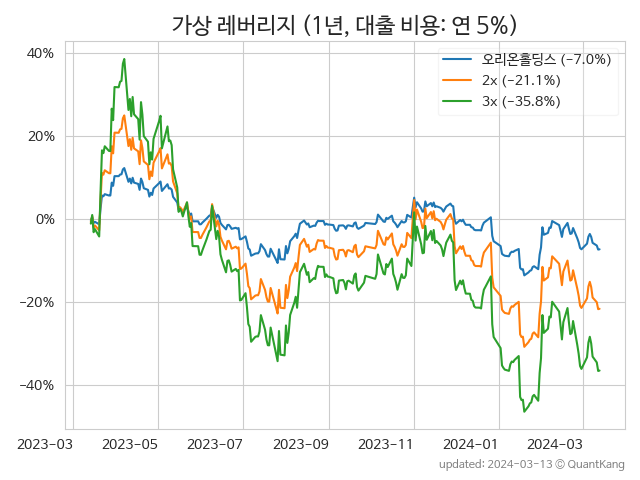 가상 레버리지 (1년, 대출 비용: 연 5%)
오리온홀딩스 (−7.0%)
2x (−21.1%)
3x (−35.8%)
40%
20%
0%
−20%
−40%
2023-03 2023-05 2023-07 2023-09 2023-11 2024-01 2024-03
updated: 2024-03-13 © QuantKang